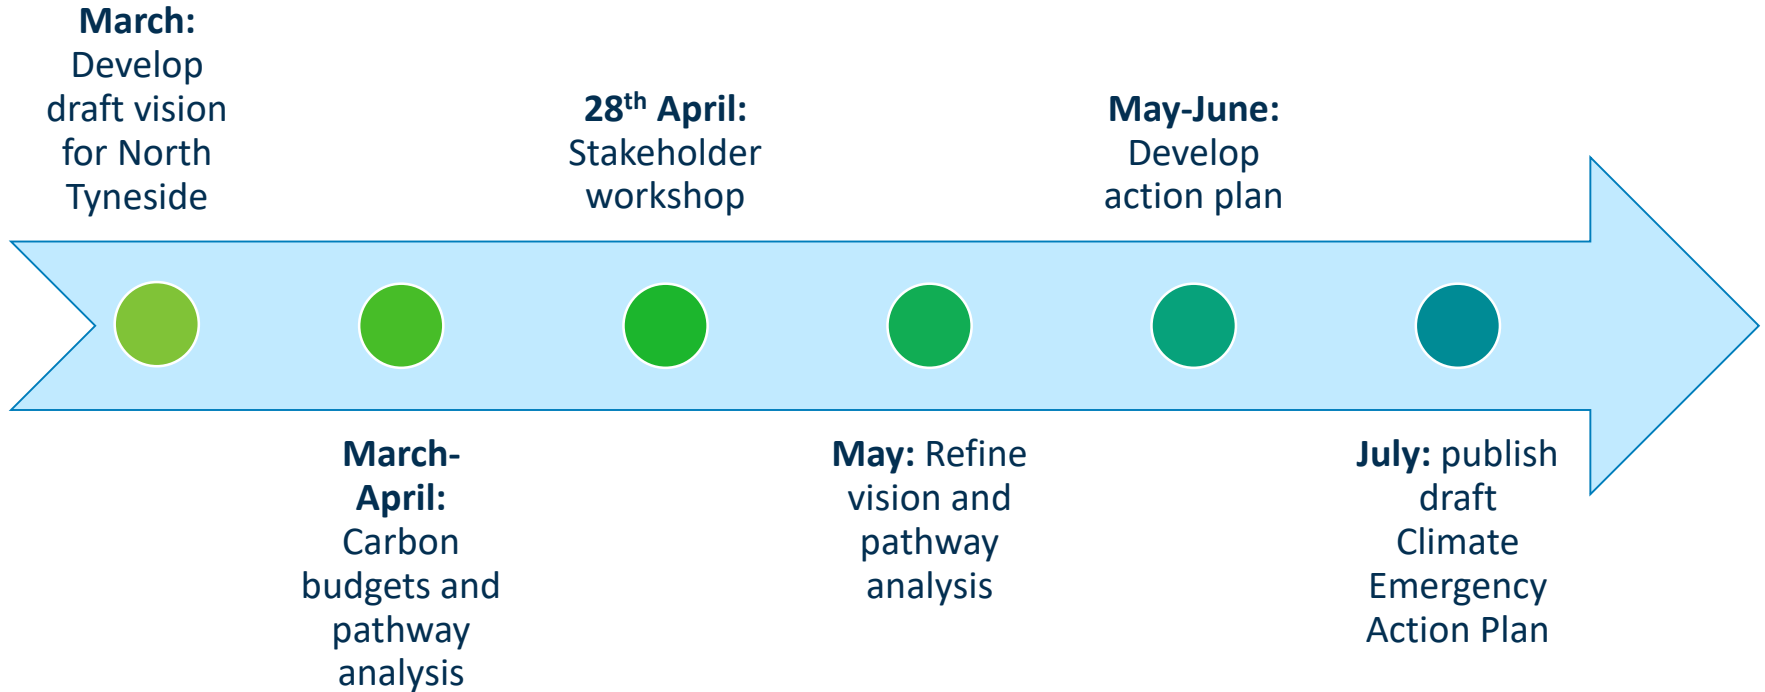 March:
Develop
draft vision
for North
Tyneside
March-
April:
Carbon
budgets and
pathway
analysis
28th April:
Stakeholder
workshop
May: Refine
vision and
pathway
analysis
May-June:
Develop
action plan
July: publish
draft
Climate
Emergency
Action Plan